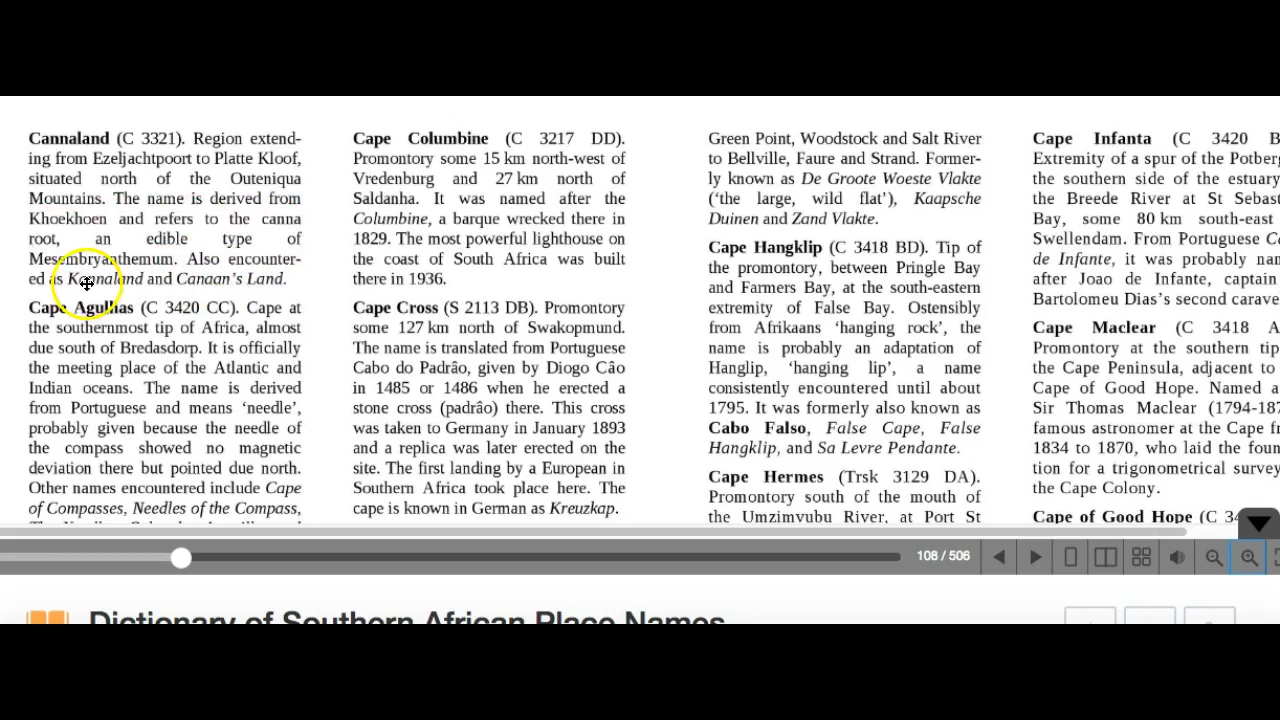 Cannaland (C 3321). Region extend-
ing from Ezeljachtpoort to Platte Kloof,
situated north of the Outeniqua
Mountains. The name is derived from
Khoekhoen and refers to the canna
root, an edible type of
Mesembryanthemum. Also encounter-
ed as Kannaland and Canaan's Land.
Cape Agulhas (C 3420 CC). Cape at
the southernmost tip of Africa, almost
due south of Bredasdorp. It is officially
the meeting place of the Atlantic and
Indian oceans. The name is derived
from Portuguese and means ‘needle’,
probably given because the needle of
the compass showed no magnetic
deviation there but pointed due north.
Other names encountered include Cape
of Compasses, Needles of the Compass,
Cape Columbine (C 3217 DD).
Promontory some 15 km north-west of
Vredenburg and 27 km north of
Saldanha. It was named after the
Columbine, a barque wrecked there in
1829. The most powerful lighthouse on
the coast of South Africa was built
there in 1936.
Cape Cross (S 2113 DB). Promontory
some 127 km north of Swakopmund.
The name is translated from Portuguese
Cabo do Padrâo, given by Diogo Câo
in 1485 or 1486 when he erected a
stone cross (padrâo) there. This cross
was taken to Germany in January 1893
and a replica was later erected on the
site. The first landing by a European in
Southern Africa took place here. The
cape is known in German as Kreuzkap.
Green Point, Woodstock and Salt River
to Bellville, Faure and Strand. Former-
ly known as De Groote Woeste Vlakte
(‘the large, wild flat’), Kaapsche
Duinen and Zand Vlakte.
Cape Hangklip (C 3418 BD). Tip of
the promontory, between Pringle Bay
and Farmers Bay, at the south-eastern
extremity of False Bay. Ostensibly
from Afrikaans ‘hanging rock’, the
name is probably an adaptation of
Hanglip, ‘hanging lip’, a name
consistently encountered until about
1795. It was formerly also known as
Cabo Falso, False Cape, False
Hangklip, and Sa Levre Pendante.
Cape Hermes (Trsk 3129 DA).
Promontory south of the mouth of
the Umzimvubu River, at Port St
Cape Infanta (C 3420 B
Extremity of a spur of the Potberg
the southern side of the estuary
the Breede River at St Sebast
Bay, some 80 km south-east
Swellendam. From Portuguese C
de Infante, it was probably nam
after Joao de Infante, captain
Bartolomeu Dias's second carave
Cape Maclear (C 3418 A
Promontory at the southern tip
the Cape Peninsula, adjacent to
Cape of Good Hope. Named a
Sir Thomas Maclear (1794-187
famous astronomer at the Cape fr
1834 to 1870, who laid the foun
tion for a trigonometrical survey
the Cape Colony.
Cape of Good Hope (C 34
108 / 506
Dictionary of Southern African Place Names